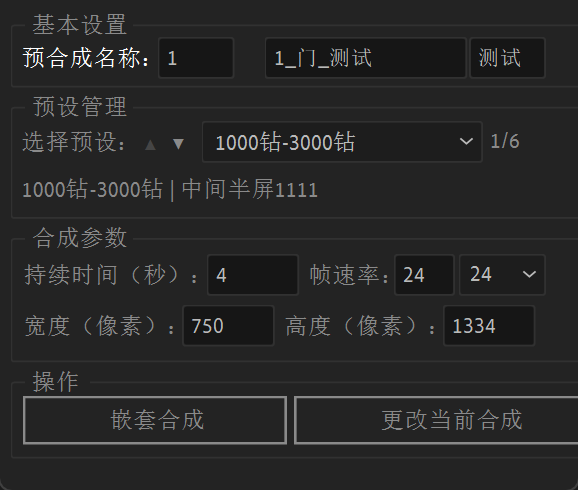 基本设置
预合成名称： 1 1_门_测试 测试
预设管理
选择预设： ▲ ▼ 1000钻-3000钻 1/6
1000钻-3000钻 | 中间半屏1111
合成参数
持续时间（秒）： 4 帧速率： 24 24
宽度（像素）： 750 高度（像素）： 1334
操作
嵌套合成 更改当前合成